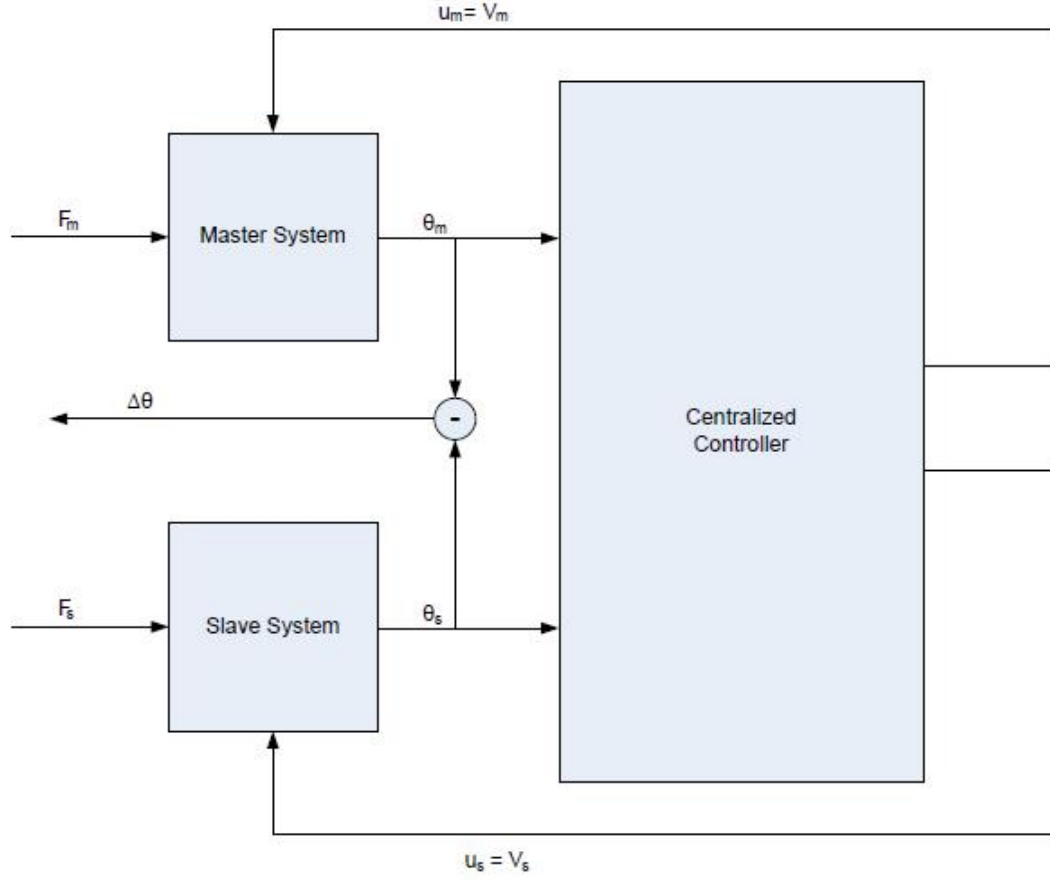 uₘ= Vₘ
Fₘ
Master System
θₘ
Δθ
-
Centralized
Controller
Fₛ
Slave System
θₛ
uₛ = Vₛ